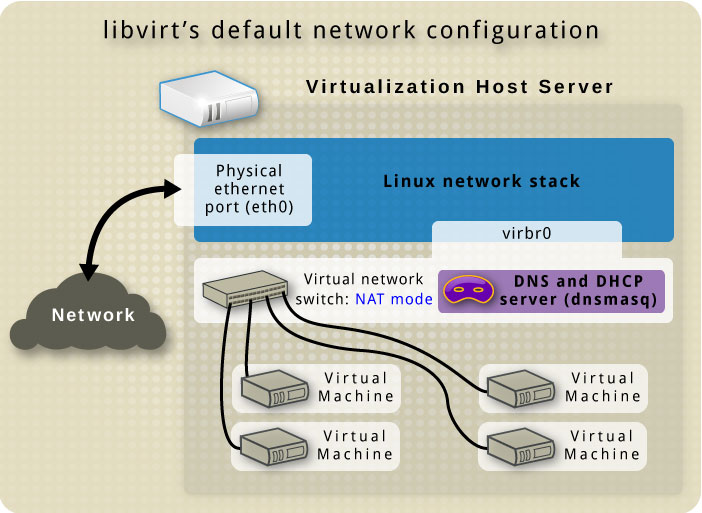 libvirt's default network configuration
Virtualization Host Server
Physical
ethernet
port (eth0)
Linux network stack
virbr0
Virtual network
switch: NAT mode
DNS and DHCP
server (dnsmasq)
Network
Virtual
Machine
Virtual
Machine
Virtual
Machine
Virtual
Machine